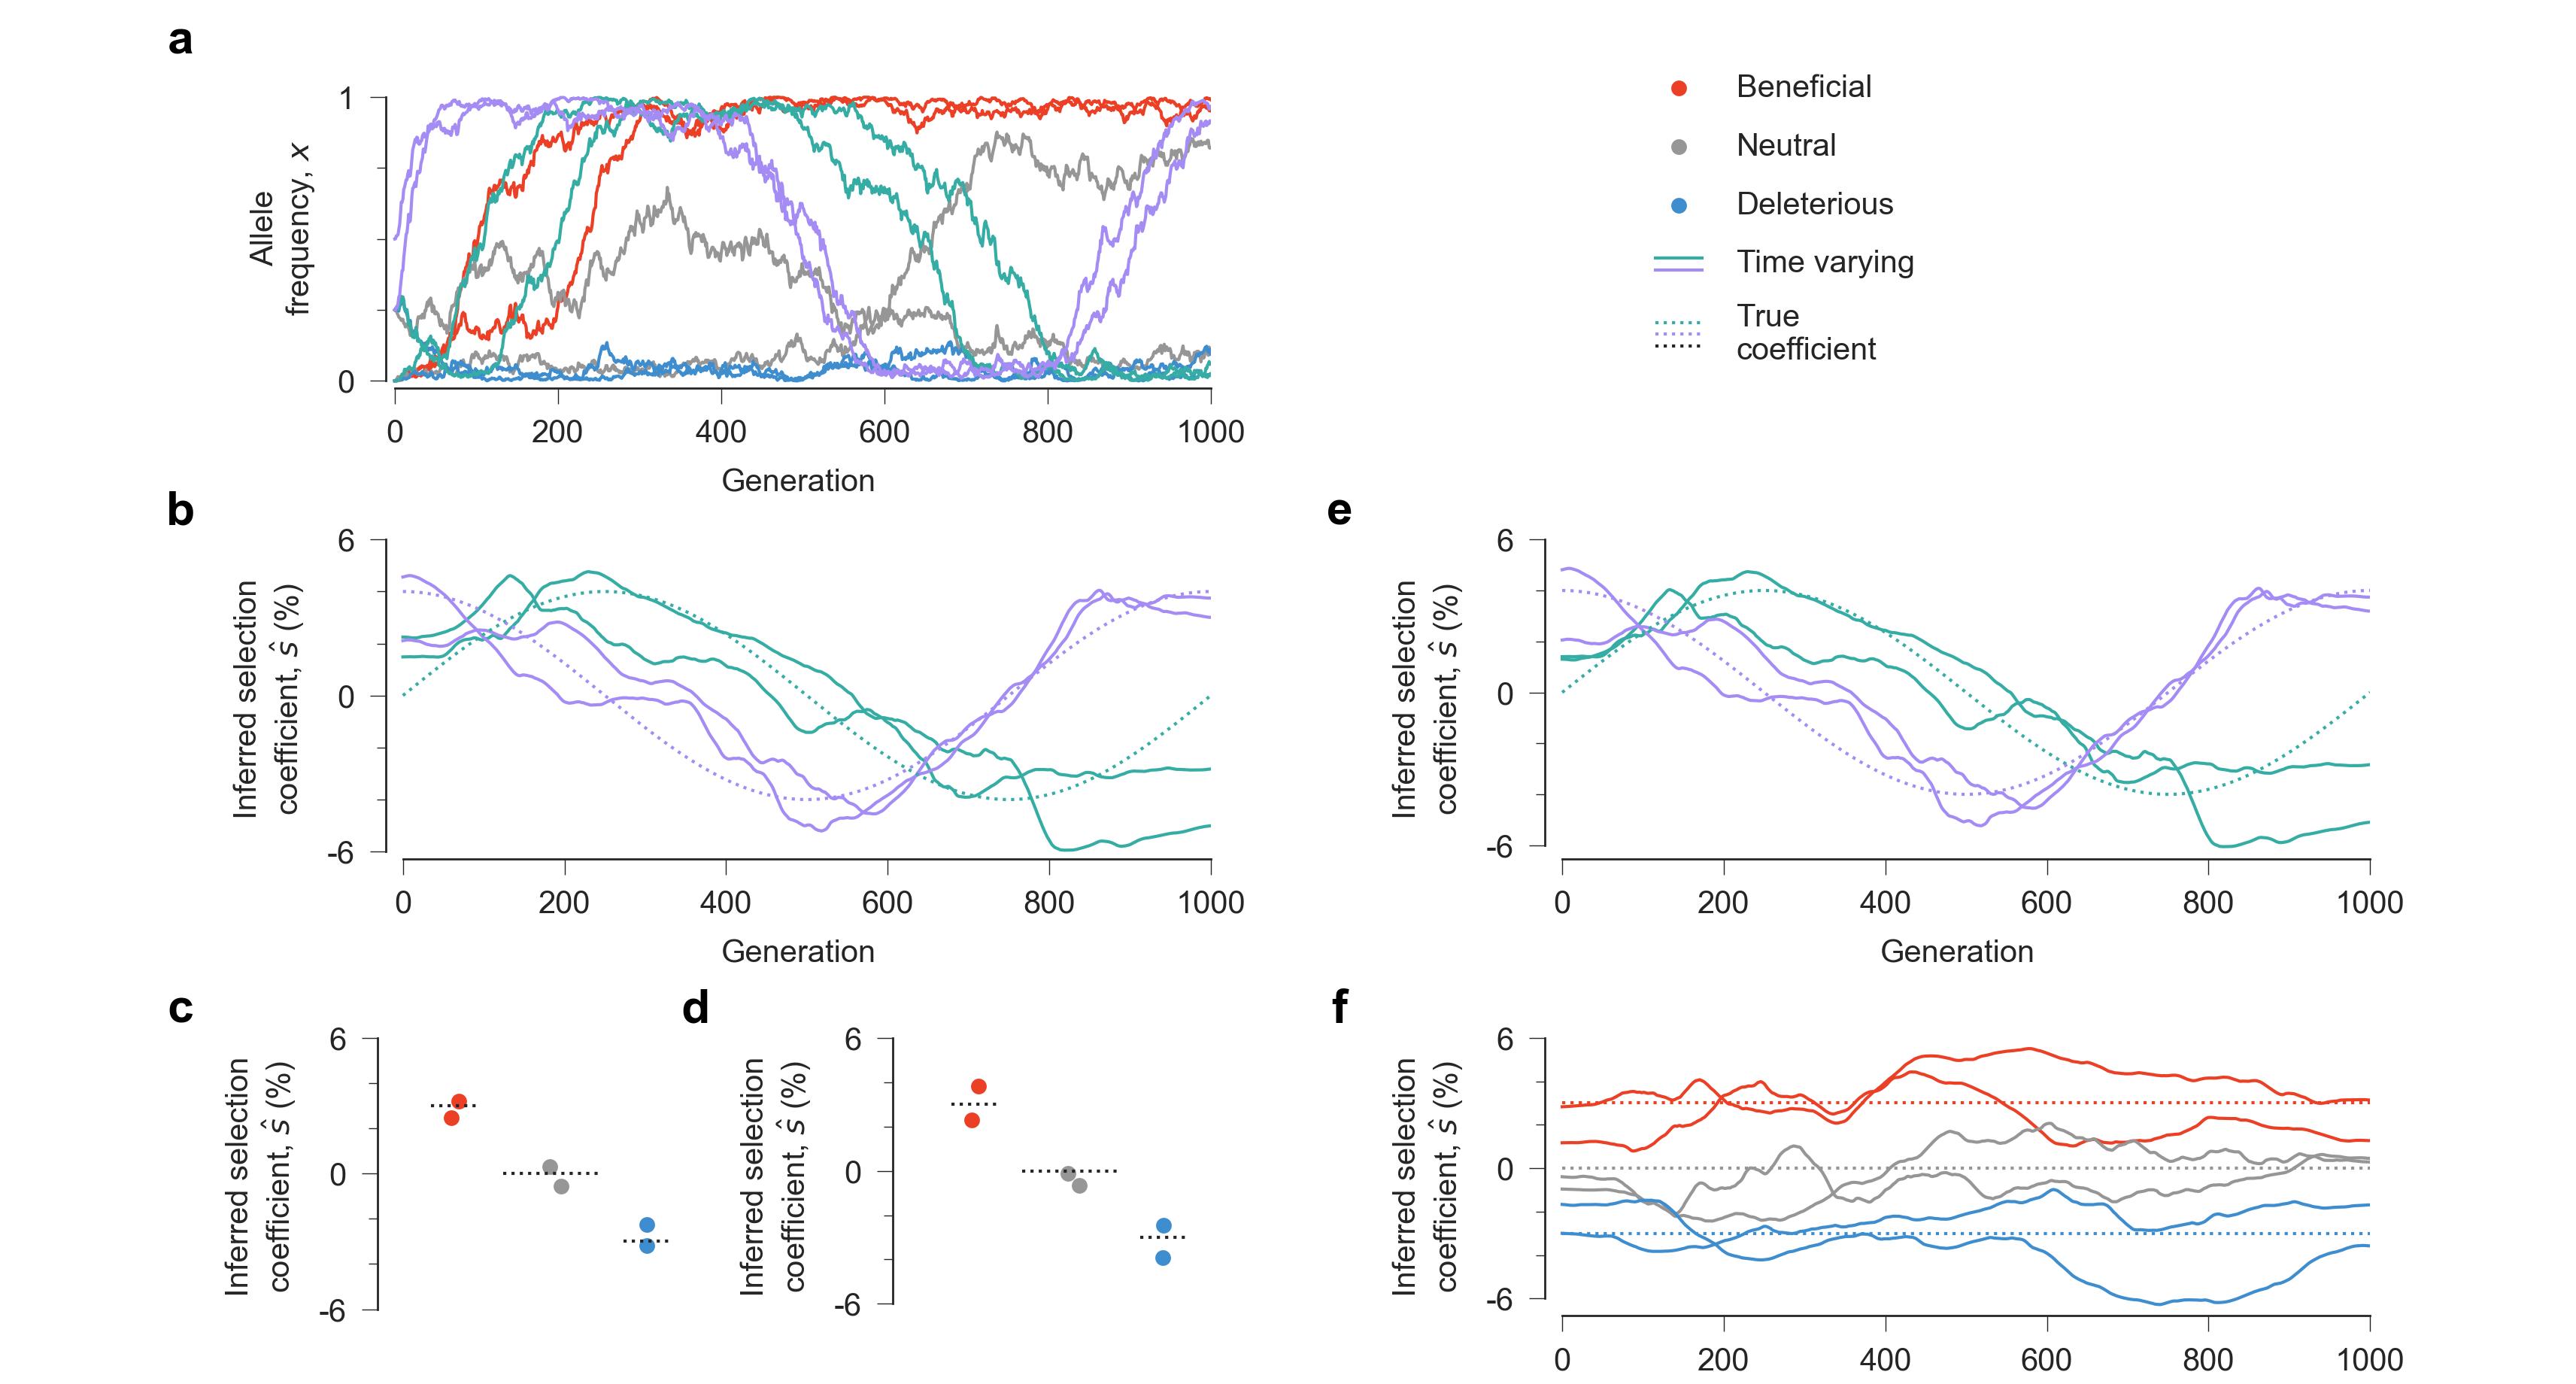 a
1
0
Allele
frequency, x
0 200 400 600 800 1000
Generation
Beneficial
Neutral
Deleterious
Time varying
True
coefficient
b
6
0
-6
Inferred selection
coefficient, ŝ (%)
0 200 400 600 800 1000
Generation
e
6
0
-6
Inferred selection
coefficient, ŝ (%)
0 200 400 600 800 1000
Generation
c
6
0
-6
Inferred selection
coefficient, ŝ (%)
d
6
0
-6
Inferred selection
coefficient, ŝ (%)
f
6
0
-6
Inferred selection
coefficient, ŝ (%)
0 200 400 600 800 1000